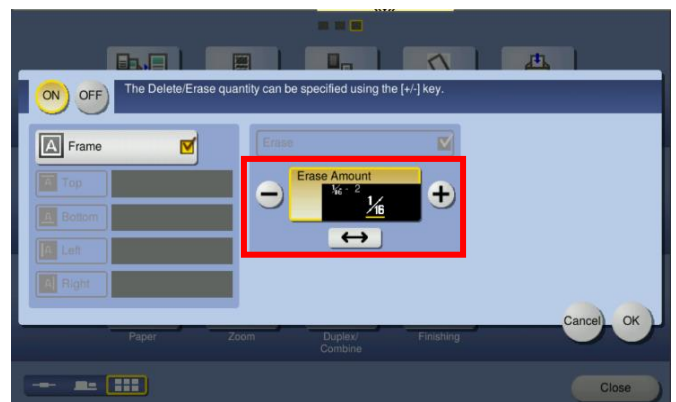 ON OFF The Delete/Erase quantity can be specified using the [+/-] key.
A Frame
Erase
Erase Amount
1/16 - 2
1/16
− +
↔
A Top
A Bottom
A Left
A Right
Cancel OK
Paper Zoom Duplex/ Finishing
Combine
Close